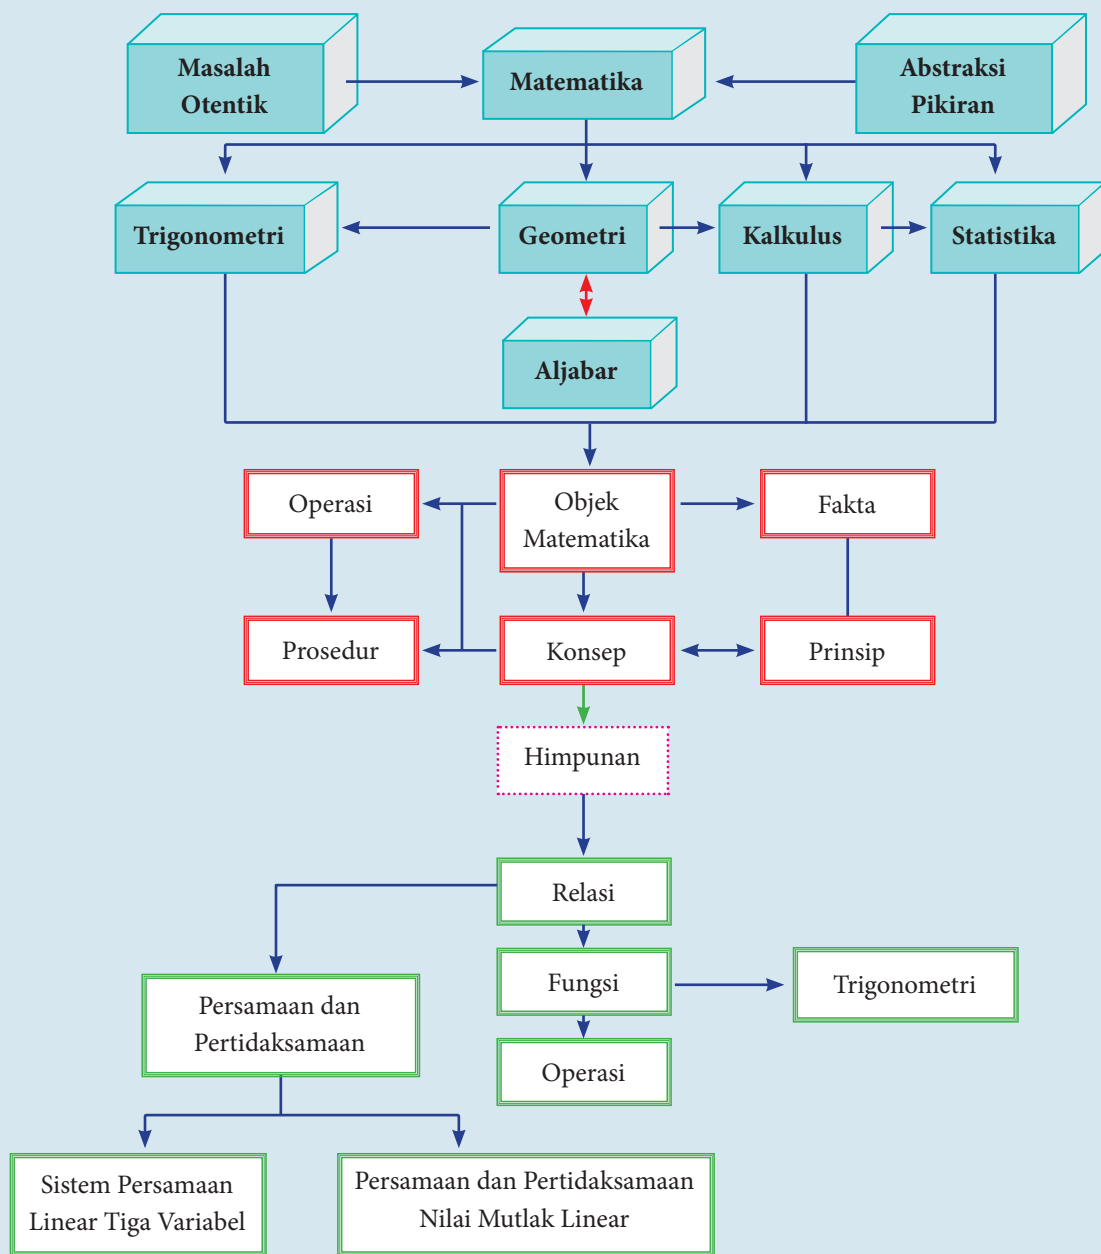 Masalah
Otentik
Matematika
Abstraksi
Pikiran
Trigonometri
Geometri
Kalkulus
Statistika
Aljabar
Operasi
Objek
Matematika
Fakta
Prosedur
Konsep
Prinsip
Himpunan
Relasi
Fungsi
Trigonometri
Persamaan dan
Pertidaksamaan
Operasi
Sistem Persamaan
Linear Tiga Variabel
Persamaan dan Pertidaksamaan
Nilai Mutlak Linear